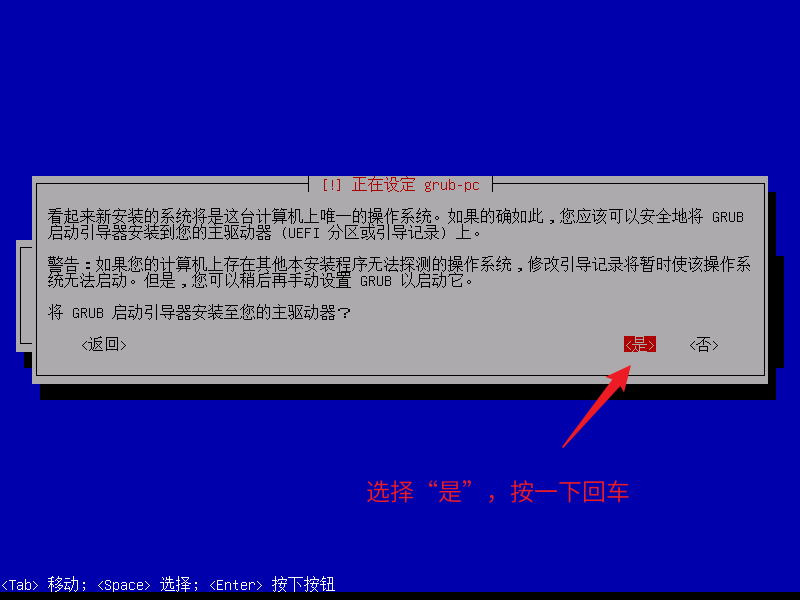 [!] 正在设定 grub-pc
看起来新安装的系统将是这台计算机上唯一的操作系统。如果的确如此，您应该可以安全地将 GRUB
启动引导器安装到您的主驱动器 (UEFI 分区或引导记录) 上。
警告：如果您的计算机上存在其他本安装程序无法探测的操作系统，修改引导记录将暂时使该操作系
统无法启动。但是，您可以稍后再手动设置 GRUB 以启动它。
将 GRUB 启动引导器安装至您的主驱动器？
<返回> <是> <否>
选择“是”，按一下回车
<Tab> 移动; <Space> 选择; <Enter> 按下按钮